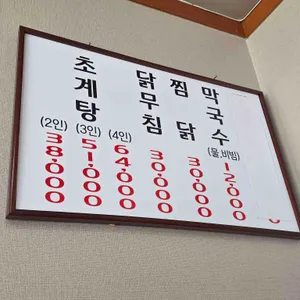 초계탕
(2인) 38,000
(3인) 51,000
(4인) 64,000
닭무침
30,000
찜닭
30,000
막국수
(물,비빔)
12,000